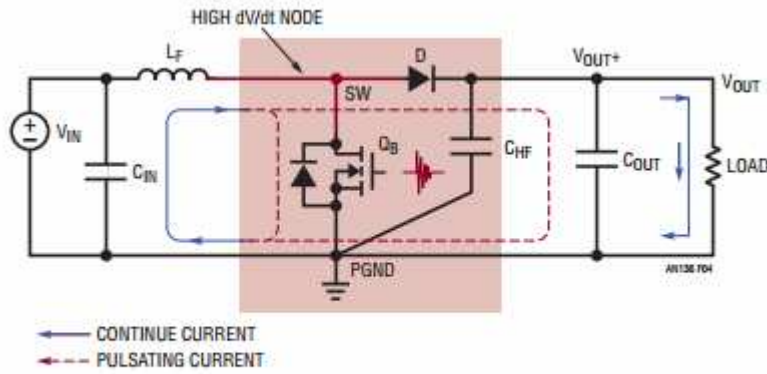 HIGH dV/dt NODE
LF
D
VOUT+
VOUT
SW
VIN
CIN
QB
CHF
COUT
LOAD
PGND
AN136 F04
CONTINUE CURRENT
PULSATING CURRENT